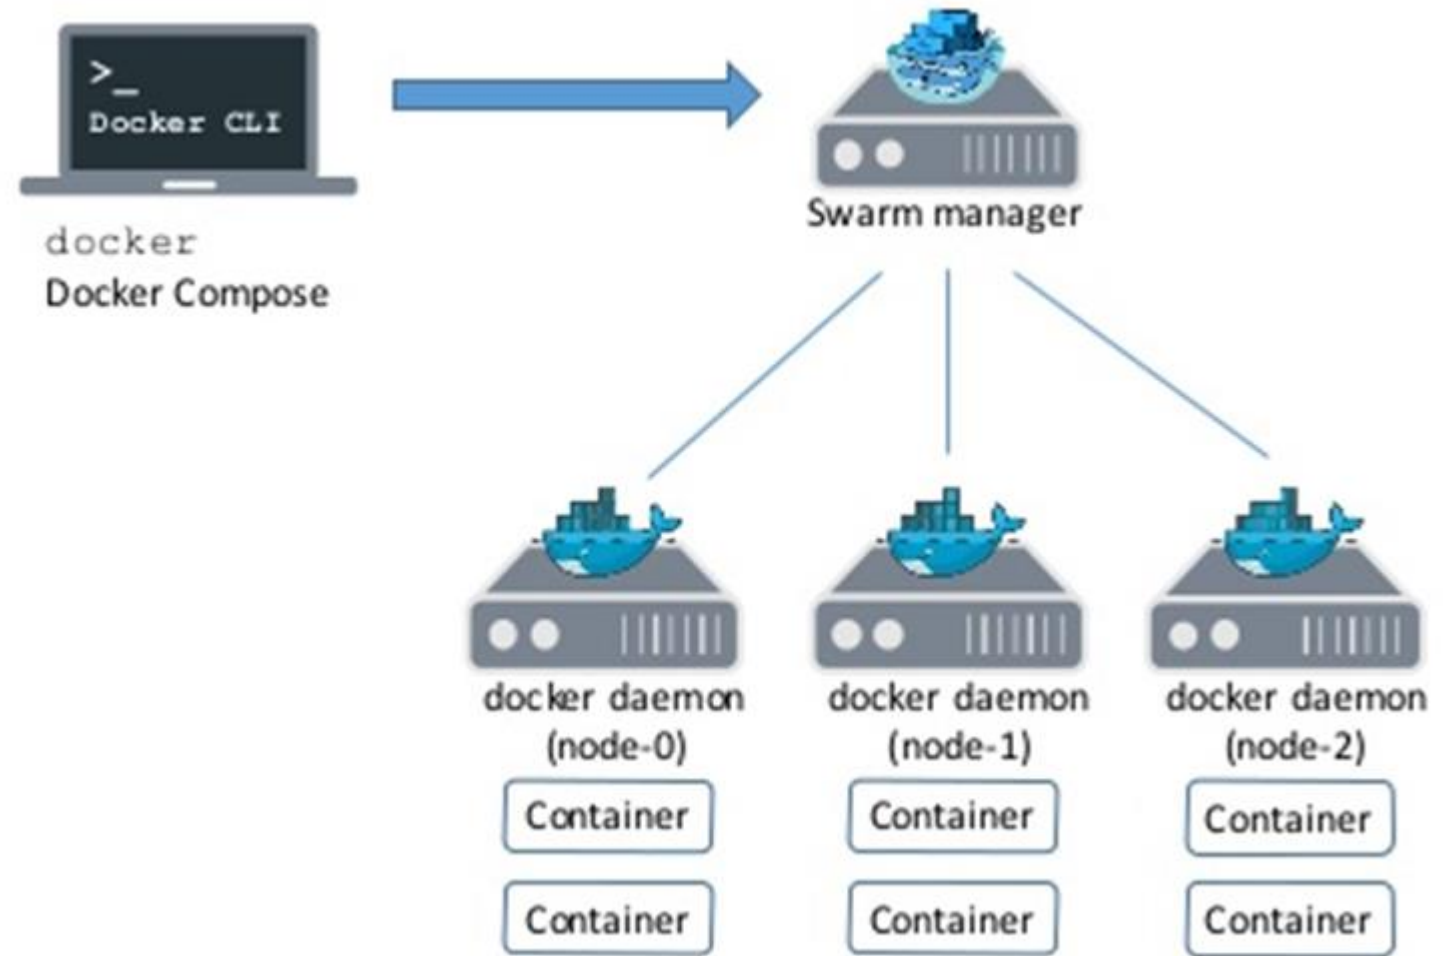 >_
Docker CLI
docker
Docker Compose
Swarm manager
docker daemon
(node-0)
Container
Container
docker daemon
(node-1)
Container
Container
docker daemon
(node-2)
Container
Container